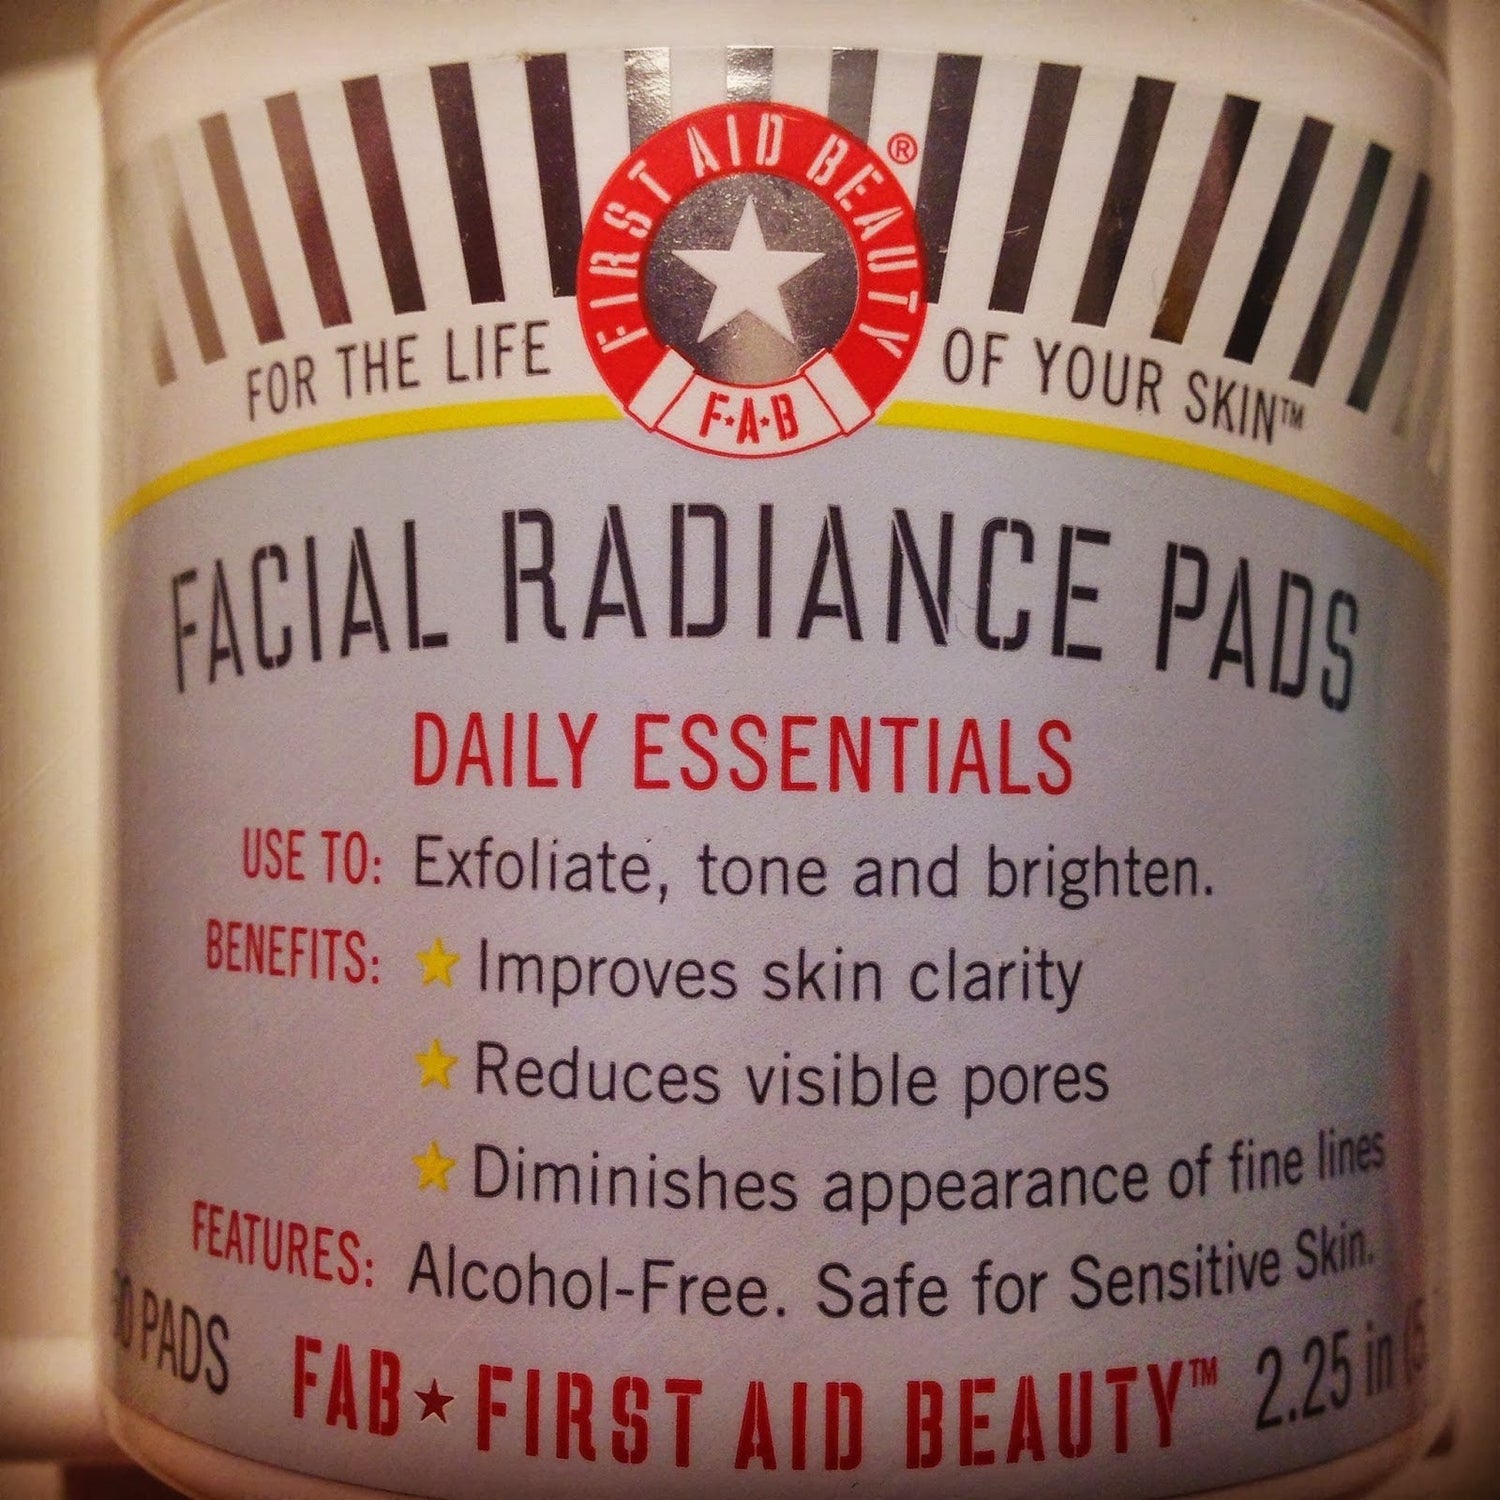 FIRST AID BEAUTY®
F★A★B
FOR THE LIFE OF YOUR SKIN™
FACIAL RADIANCE PADS
DAILY ESSENTIALS
USE TO: Exfoliate, tone and brighten.
BENEFITS: ★ Improves skin clarity
★ Reduces visible pores
★ Diminishes appearance of fine lines
FEATURES: Alcohol-Free. Safe for Sensitive Skin.
PADS FAB★FIRST AID BEAUTY™ 2.25 in